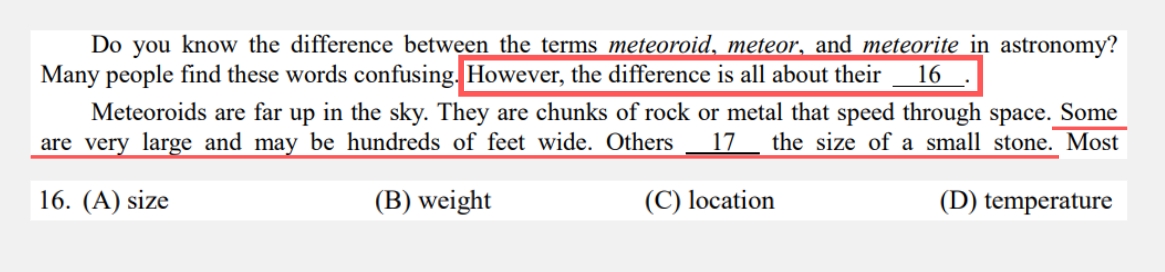 Do you know the difference between the terms meteoroid, meteor, and meteorite in astronomy?
Many people find these words confusing. However, the difference is all about their 16 .
Meteoroids are far up in the sky. They are chunks of rock or metal that speed through space. Some
are very large and may be hundreds of feet wide. Others 17 the size of a small stone. Most
16. (A) size (B) weight (C) location (D) temperature